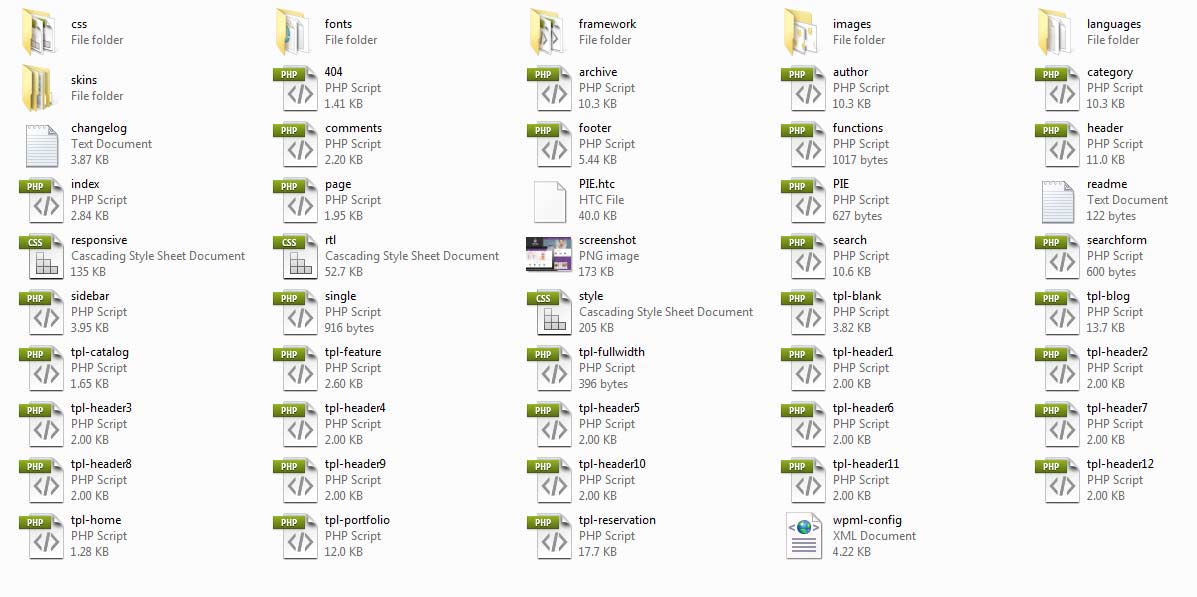 css
File folder
fonts
File folder
framework
File folder
images
File folder
languages
File folder
skins
File folder
PHP
404
PHP Script
1.41 KB
PHP
archive
PHP Script
10.3 KB
PHP
author
PHP Script
10.3 KB
PHP
category
PHP Script
10.3 KB
changelog
Text Document
3.87 KB
PHP
comments
PHP Script
2.20 KB
PHP
footer
PHP Script
5.44 KB
PHP
functions
PHP Script
1017 bytes
PHP
header
PHP Script
11.0 KB
PHP
index
PHP Script
2.84 KB
PHP
page
PHP Script
1.95 KB
PIE.htc
HTC File
40.0 KB
PHP
PIE
PHP Script
627 bytes
readme
Text Document
122 bytes
CSS
responsive
Cascading Style Sheet Document
135 KB
CSS
rtl
Cascading Style Sheet Document
52.7 KB
screenshot
PNG image
173 KB
PHP
search
PHP Script
10.6 KB
PHP
searchform
PHP Script
600 bytes
PHP
sidebar
PHP Script
3.95 KB
PHP
single
PHP Script
916 bytes
CSS
style
Cascading Style Sheet Document
205 KB
PHP
tpl-blank
PHP Script
3.82 KB
PHP
tpl-blog
PHP Script
13.7 KB
PHP
tpl-catalog
PHP Script
1.65 KB
PHP
tpl-feature
PHP Script
2.60 KB
PHP
tpl-fullwidth
PHP Script
396 bytes
PHP
tpl-header1
PHP Script
2.00 KB
PHP
tpl-header2
PHP Script
2.00 KB
PHP
tpl-header3
PHP Script
2.00 KB
PHP
tpl-header4
PHP Script
2.00 KB
PHP
tpl-header5
PHP Script
2.00 KB
PHP
tpl-header6
PHP Script
2.00 KB
PHP
tpl-header7
PHP Script
2.00 KB
PHP
tpl-header8
PHP Script
2.00 KB
PHP
tpl-header9
PHP Script
2.00 KB
PHP
tpl-header10
PHP Script
2.00 KB
PHP
tpl-header11
PHP Script
2.00 KB
PHP
tpl-header12
PHP Script
2.00 KB
PHP
tpl-home
PHP Script
1.28 KB
PHP
tpl-portfolio
PHP Script
12.0 KB
PHP
tpl-reservation
PHP Script
17.7 KB
wpml-config
XML Document
4.22 KB